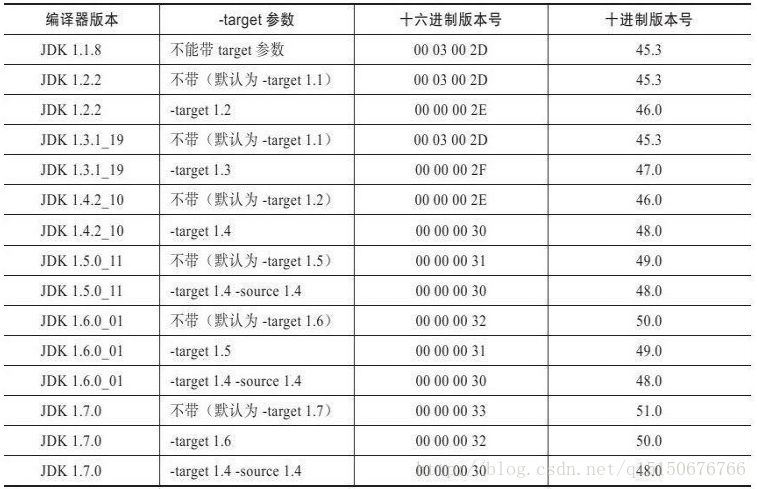 编译器版本 -target 参数 十六进制版本号 十进制版本号
JDK 1.1.8 不能带 target 参数 00 03 00 2D 45.3
JDK 1.2.2 不带（默认为 -target 1.1） 00 03 00 2D 45.3
JDK 1.2.2 -target 1.2 00 00 00 2E 46.0
JDK 1.3.1_19 不带（默认为 -target 1.1） 00 03 00 2D 45.3
JDK 1.3.1_19 -target 1.3 00 00 00 2F 47.0
JDK 1.4.2_10 不带（默认为 -target 1.2） 00 00 00 2E 46.0
JDK 1.4.2_10 -target 1.4 00 00 00 30 48.0
JDK 1.5.0_11 不带（默认为 -target 1.5） 00 00 00 31 49.0
JDK 1.5.0_11 -target 1.4 -source 1.4 00 00 00 30 48.0
JDK 1.6.0_01 不带（默认为 -target 1.6） 00 00 00 32 50.0
JDK 1.6.0_01 -target 1.5 00 00 00 31 49.0
JDK 1.6.0_01 -target 1.4 -source 1.4 00 00 00 30 48.0
JDK 1.7.0 不带（默认为 -target 1.7） 00 00 00 33 51.0
JDK 1.7.0 -target 1.6 00 00 00 32 50.0
JDK 1.7.0 -target 1.4 -source 1.4 00 00 00 30 48.0